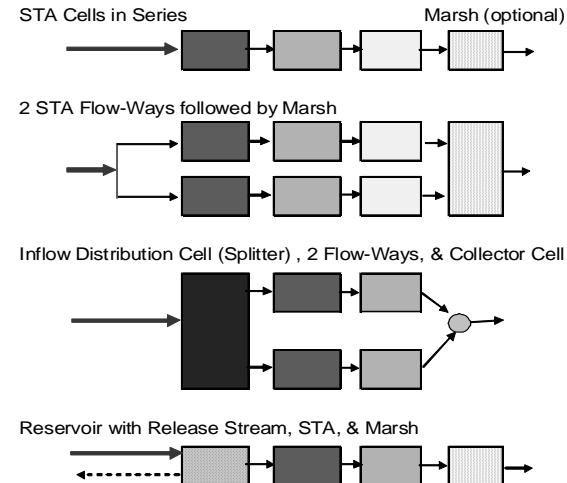 STA Cells in Series Marsh (optional)
2 STA Flow-Ways followed by Marsh
Inflow Distribution Cell (Splitter) , 2 Flow-Ways, & Collector Cell
Reservoir with Release Stream, STA, & Marsh